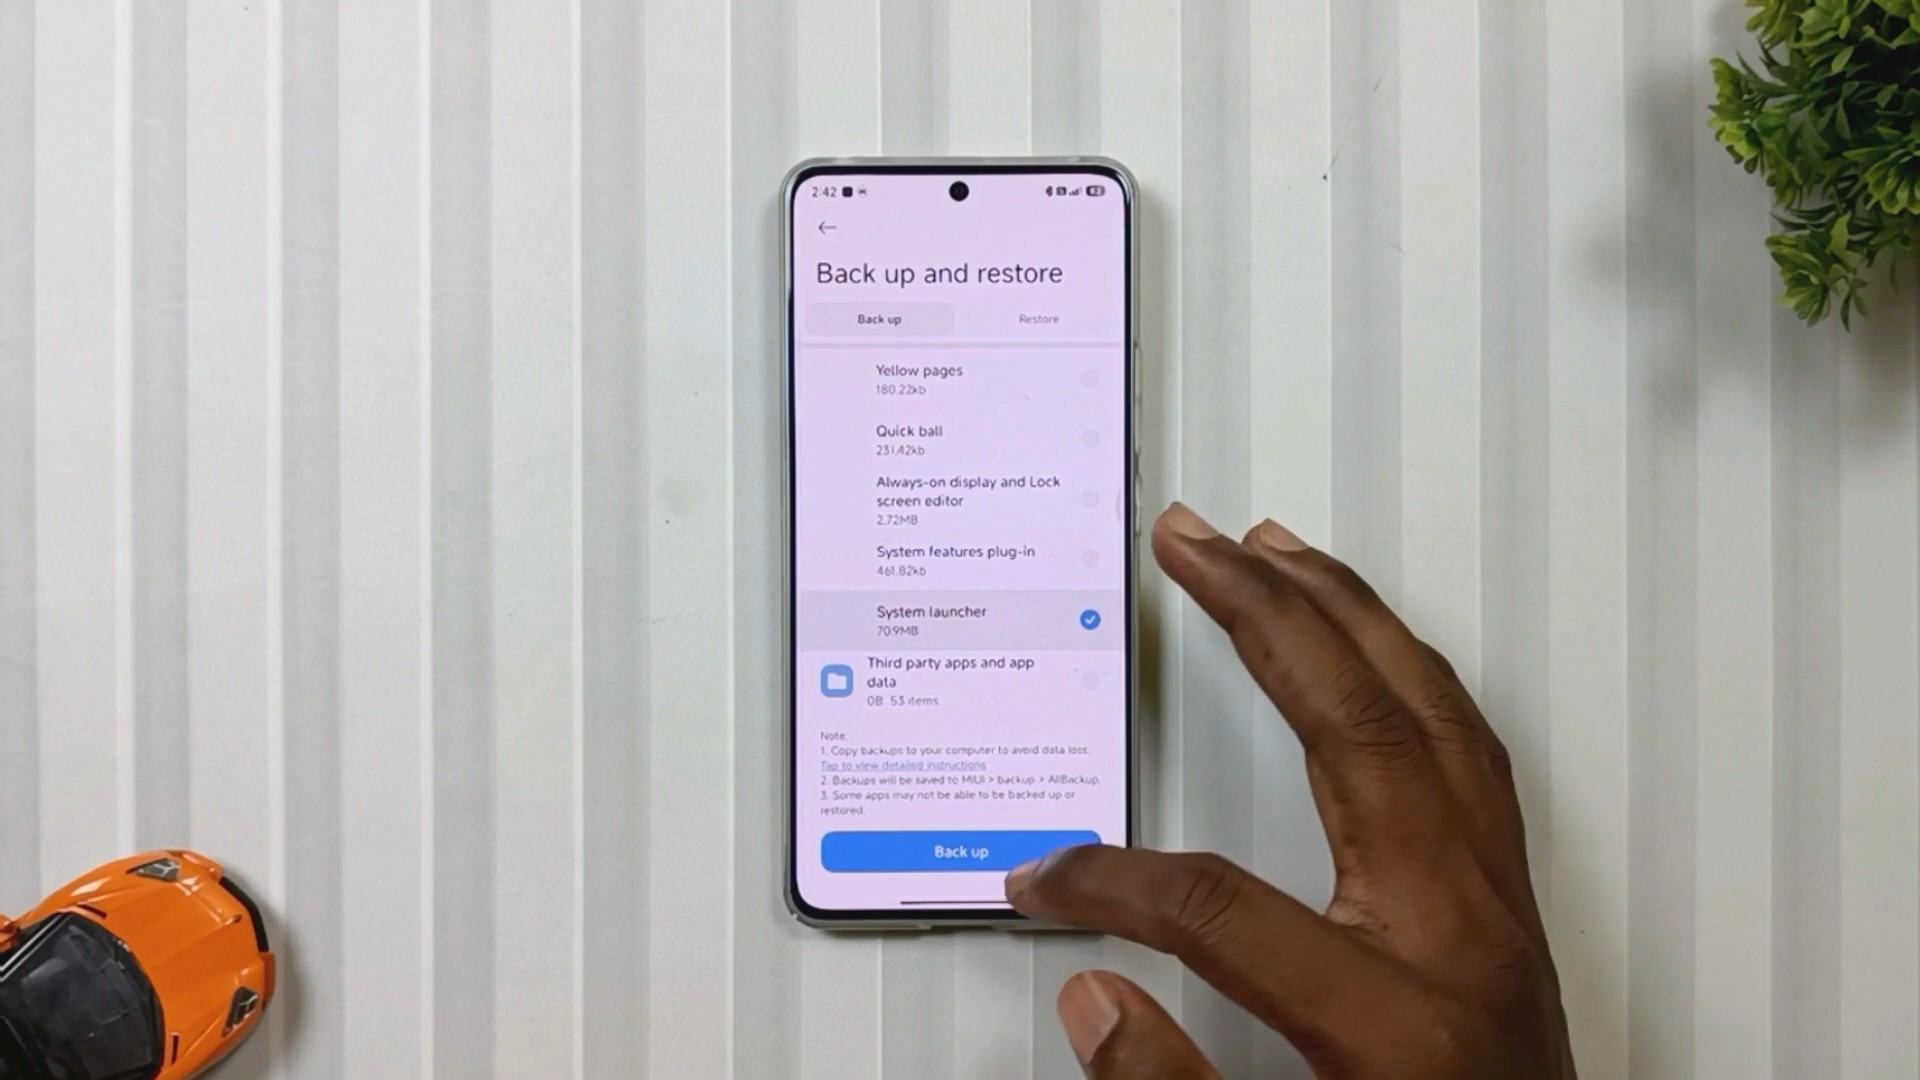 2:42
Back up and restore
Back up
Restore
Yellow pages
180.22kb
Quick ball
231.42kb
Always-on display and Lock
screen editor
2.72MB
System features plug-in
461.82kb
System launcher
70.9MB
Third party apps and app
data
0B 53 items
Note:
1. Copy backups to your computer to avoid data loss.
Tap to view detailed instructions
2. Backups will be saved to MIUI > backup > AllBackup.
3. Some apps may not be able to be backed up or
restored.
Back up